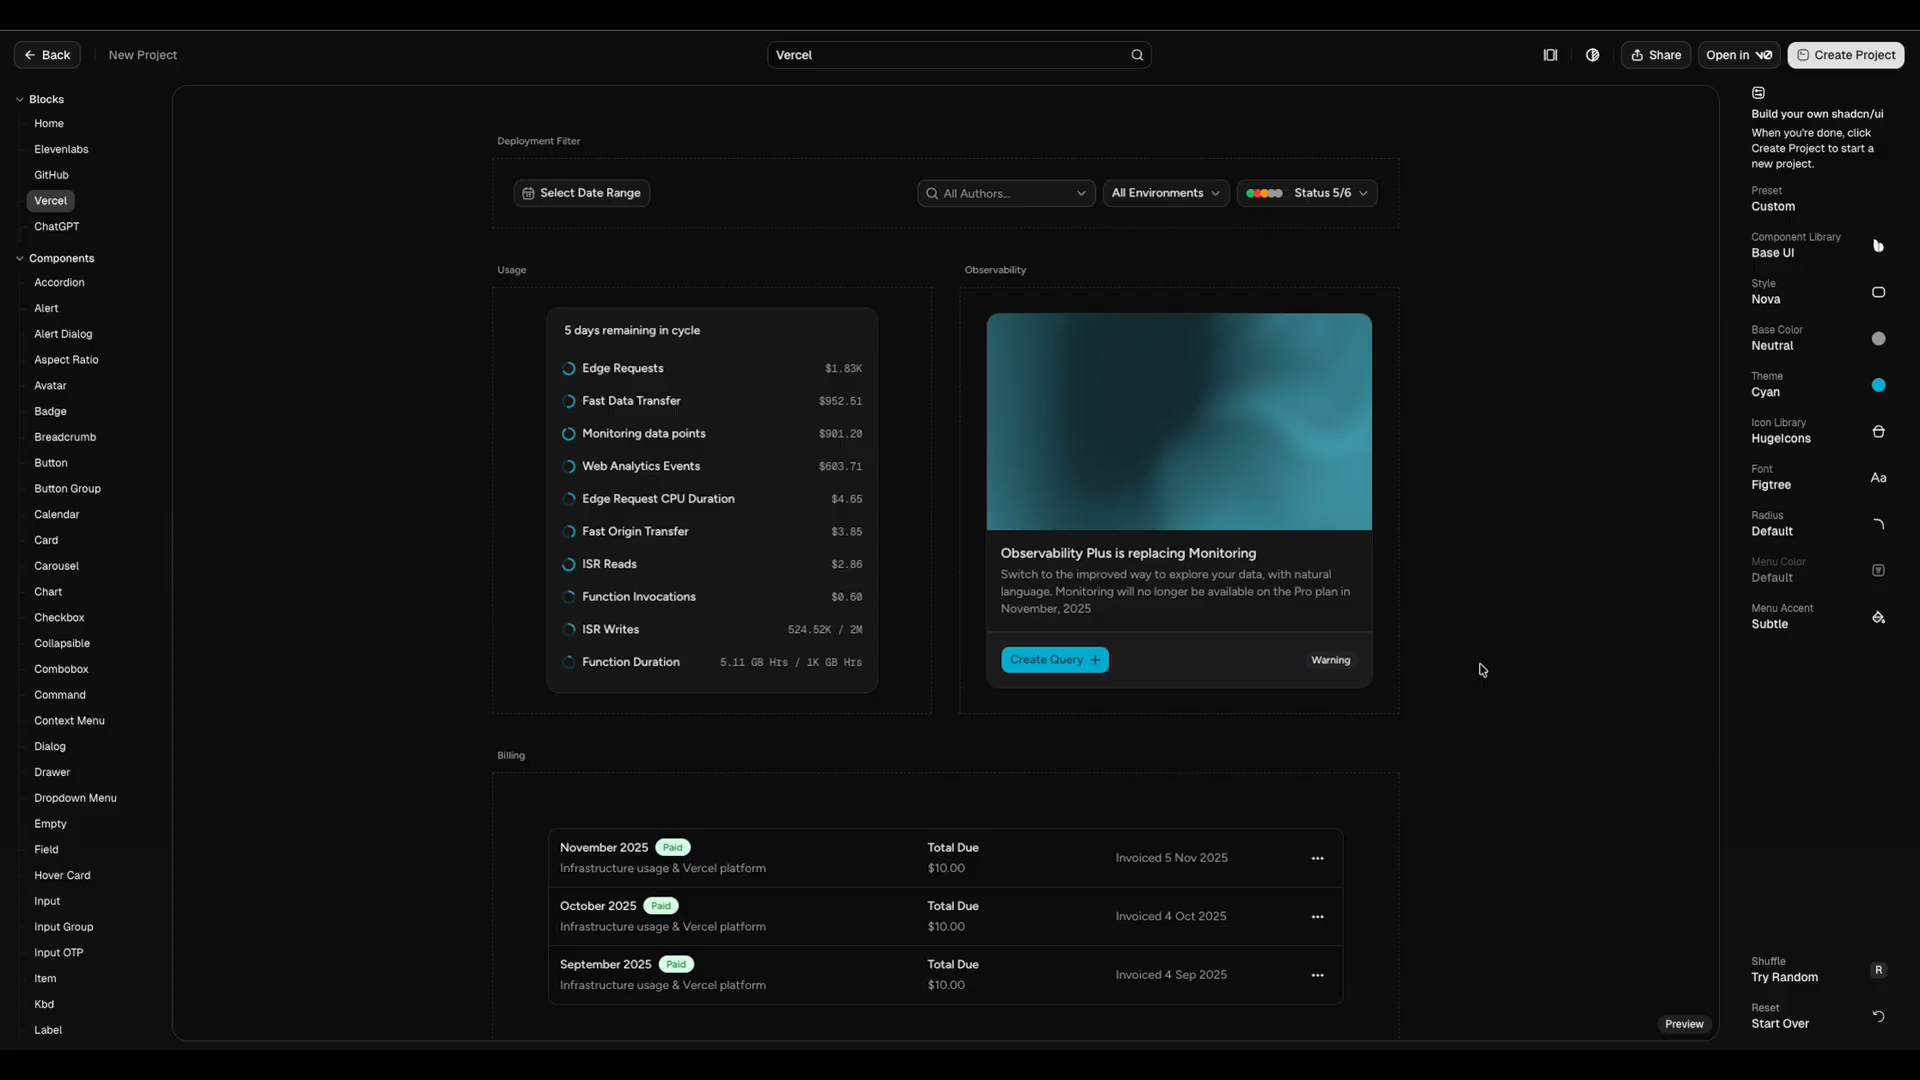 Back
New Project
Vercel
Share
Open in v0
Create Project
Blocks
Home
Elevenlabs
GitHub
Vercel
ChatGPT
Components
Accordion
Alert
Alert Dialog
Aspect Ratio
Avatar
Badge
Breadcrumb
Button
Button Group
Calendar
Card
Carousel
Chart
Checkbox
Collapsible
Combobox
Command
Context Menu
Dialog
Drawer
Dropdown Menu
Empty
Field
Hover Card
Input
Input Group
Input OTP
Item
Kbd
Label
Deployment Filter
Select Date Range
All Authors...
All Environments
Status 5/6
Usage
5 days remaining in cycle
Edge Requests $1.83K
Fast Data Transfer $952.51
Monitoring data points $901.20
Web Analytics Events $603.71
Edge Request CPU Duration $4.65
Fast Origin Transfer $3.85
ISR Reads $2.86
Function Invocations $0.60
ISR Writes 524.52K / 2M
Function Duration 5.11 GB Hrs / 1K GB Hrs
Observability
Observability Plus is replacing Monitoring
Switch to the improved way to explore your data, with natural
language. Monitoring will no longer be available on the Pro plan in
November, 2025
Create Query
Warning
Billing
November 2025 Paid
Infrastructure usage & Vercel platform
Total Due
$10.00
Invoiced 5 Nov 2025
October 2025 Paid
Infrastructure usage & Vercel platform
Total Due
$10.00
Invoiced 4 Oct 2025
September 2025 Paid
Infrastructure usage & Vercel platform
Total Due
$10.00
Invoiced 4 Sep 2025
Preview
Build your own shadcn/ui
When you're done, click
Create Project to start a
new project.
Preset
Custom
Component Library
Base UI
Style
Nova
Base Color
Neutral
Theme
Cyan
Icon Library
HugeIcons
Font
Figtree
Aa
Radius
Default
Menu Color
Default
Menu Accent
Subtle
Shuffle
Try Random
R
Reset
Start Over